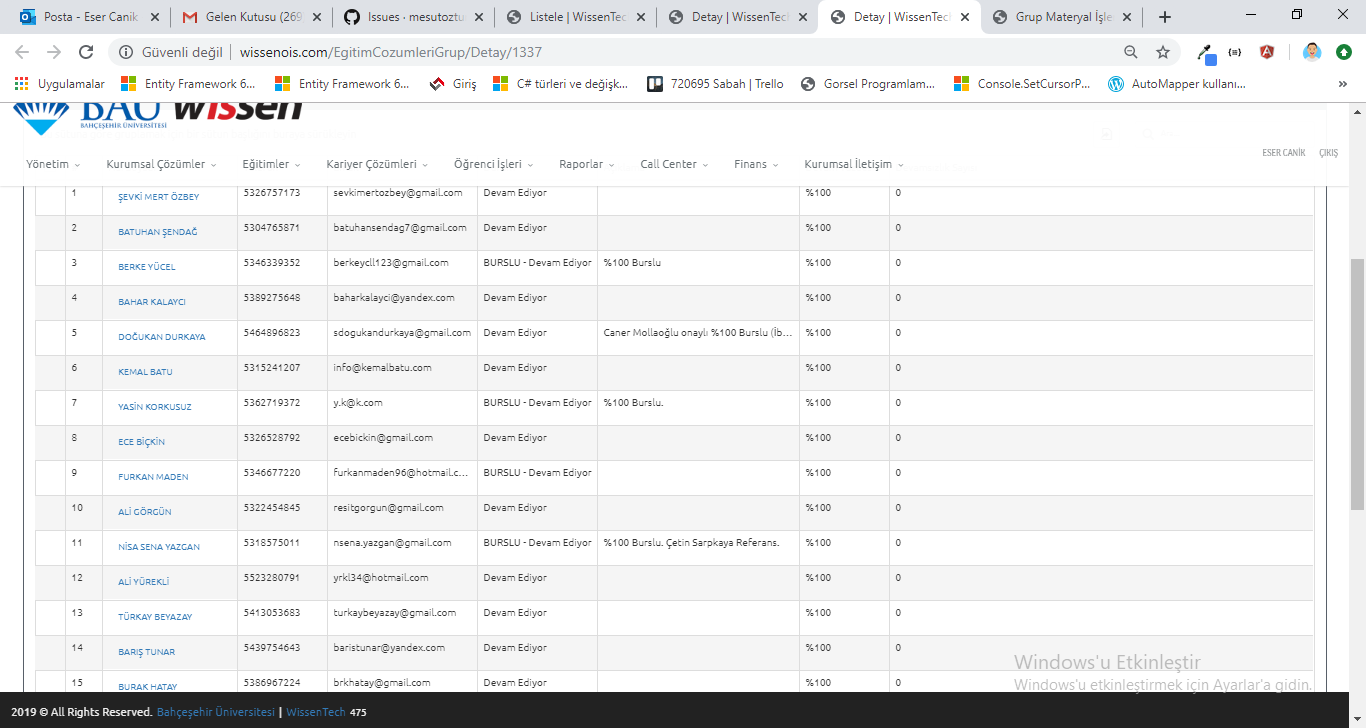 Posta - Eser Canik
Gelen Kutusu (269
Issues · mesutoztu
Listele | WissenTec
Detay | WissenTech
Detay | WissenTech
Grup Materyal İşle
Güvenli değil | wissenois.com/EgitimCozumleriGrup/Detay/1337
Uygulamar
Entity Framework 6...
Entity Framework 6...
Giriş
C# türleri ve değişk...
720695 Sabah | Trello
Gorsel Programlam...
Console.SetCursorP...
AutoMapper kullanı...
»
BAU wissen
BAHÇEŞEHİR ÜNİVERSİTESİ
Yönetim Kurumsal Çözümler Eğitimler Kariyer Çözümleri Öğrenci İşleri Raporlar Call Center Finans Kurumsal İletişim
ESER CANİK ÇIKIŞ
1 ŞEVKİ MERT ÖZBEY 5326757173 sevkimertozbey@gmail.com Devam Ediyor %100 0
2 BATUHAN ŞENDAĞ 5304765871 batuhansendag7@gmail.com Devam Ediyor %100 0
3 BERKE YÜCEL 5346339352 berkeycll123@gmail.com BURSLU - Devam Ediyor %100 Burslu %100 0
4 BAHAR KALAYCI 5389275648 baharkalayci@yandex.com Devam Ediyor %100 0
5 DOĞUKAN DURKAYA 5464896823 sdogukandurkaya@gmail.com Devam Ediyor Caner Mollaoğlu onaylı %100 Burslu (İb... %100 0
6 KEMAL BATU 5315241207 info@kemalbatu.com Devam Ediyor %100 0
7 YASİN KORKUSUZ 5362719372 y.k@k.com BURSLU - Devam Ediyor %100 Burslu. %100 0
8 ECE BİÇKİN 5326528792 ecebickin@gmail.com Devam Ediyor %100 0
9 FURKAN MADEN 5346677220 furkanmaden96@hotmail.c... BURSLU - Devam Ediyor %100 0
10 ALİ GÖRGÜN 5322454845 resitgorgun@gmail.com Devam Ediyor %100 0
11 NİSA SENA YAZGAN 5318575011 nsena.yazgan@gmail.com BURSLU - Devam Ediyor %100 Burslu. Çetin Sarpkaya Referans. %100 0
12 ALİ YÜREKLİ 5523280791 yrkl34@hotmail.com Devam Ediyor %100 0
13 TÜRKAY BEYAZAY 5413053683 turkaybeyazay@gmail.com Devam Ediyor %100 0
14 BARIŞ TUNAR 5439754643 baristunar@yandex.com Devam Ediyor %100 0
15 BURAK HATAY 5386967224 brkhatay@gmail.com Devam Ediyor %100 0
Windows'u Etkinleştir
Windows'u etkinleştirmek için Ayarlar'a gidin.
2019 © All Rights Reserved. Bahçeşehir Üniversitesi | WissenTech 475